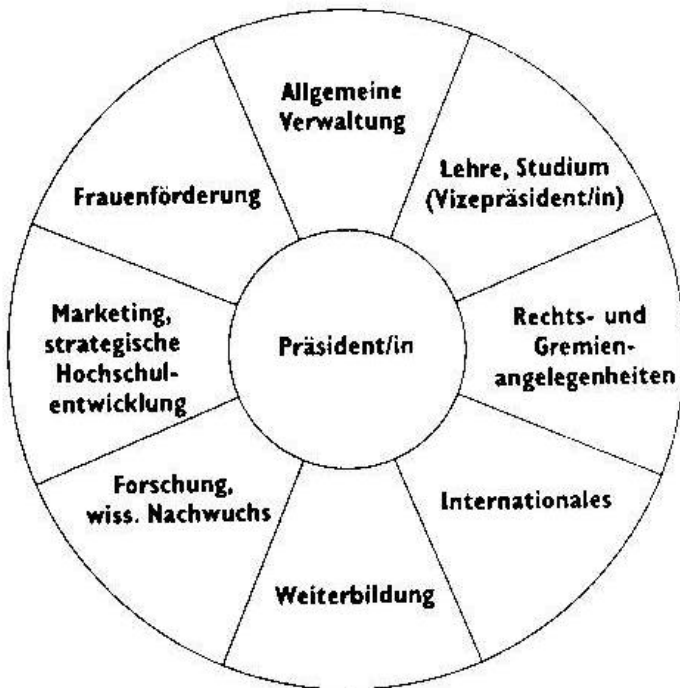 Allgemeine
Verwaltung
Lehre, Studium
(Vizepräsident/in)
Rechts- und
Gremien-
angelegenheiten
Internationales
Weiterbildung
Forschung,
wiss. Nachwuchs
Marketing,
strategische
Hochschul-
entwicklung
Frauenförderung
Präsident/in